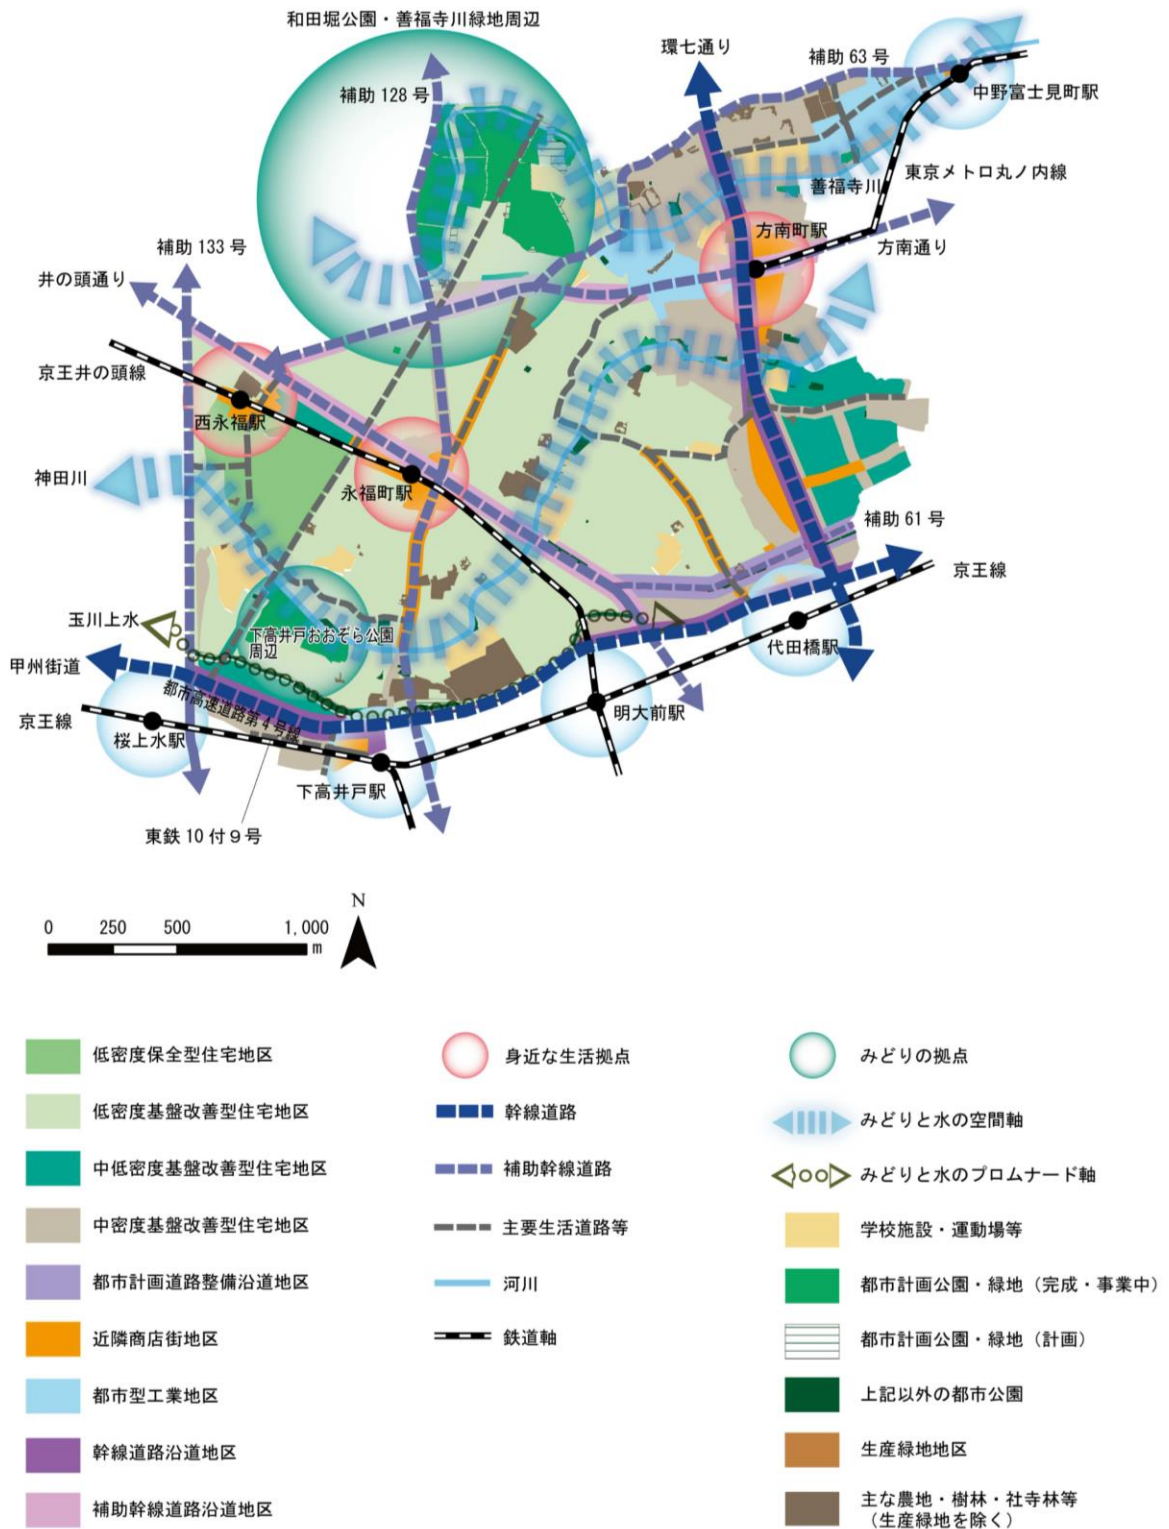 和田堀公園・善福寺川緑地周辺
環七通り
補助 63 号
補助 128 号
中野富士見町駅
東京メトロ丸ノ内線
善福寺川
補助 133 号
方南町駅
方南通り
井の頭通り
京王井の頭線
西永福駅
神田川
永福町駅
補助 61 号
京王線
玉川上水
下高井戸おおぞら公園
周辺
代田橋駅
甲州街道
都市高速道路第4号線
明大前駅
京王線
桜上水駅
下高井戸駅
東鉄 10 付 9 号
N
0 250 500 1,000
m
低密度保全型住宅地区
低密度基盤改善型住宅地区
中低密度基盤改善型住宅地区
中密度基盤改善型住宅地区
都市計画道路整備沿道地区
近隣商店街地区
都市型工業地区
幹線道路沿道地区
補助幹線道路沿道地区
身近な生活拠点
幹線道路
補助幹線道路
主要生活道路等
河川
鉄道軸
みどりの拠点
みどりと水の空間軸
みどりと水のプロムナード軸
学校施設・運動場等
都市計画公園・緑地（完成・事業中）
都市計画公園・緑地（計画）
上記以外の都市公園
生産緑地地区
主な農地・樹林・社寺林等
（生産緑地を除く）